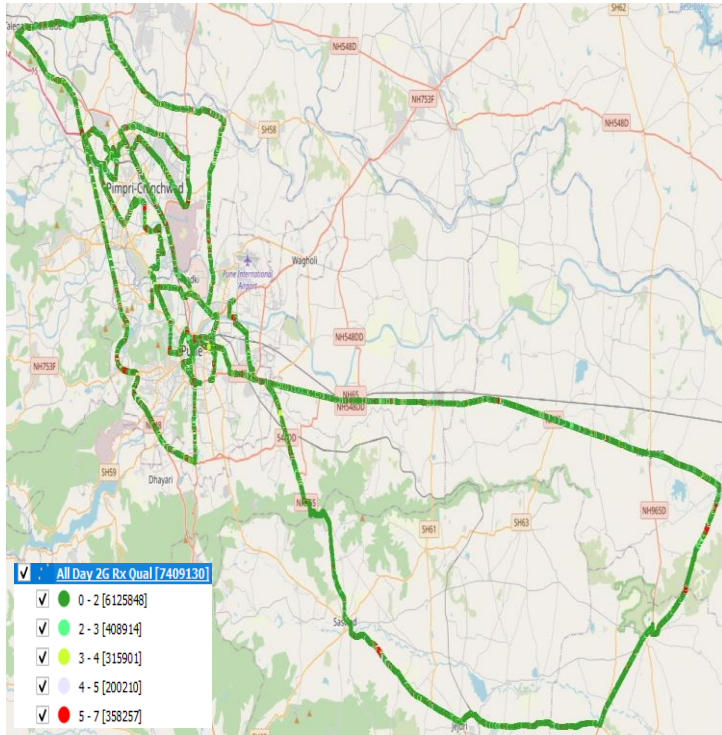 SH62
NH548D
NH753F
SH58
NH548D
Pimpri-Chinchwad
Pune International
Airport
Wagholi
NH548DD
Pune
NH753F
NH65
NH548DD
SH59
Dhayari
NH965
SH61
SH63
NH965D
Saswad
Jejuri
All Day 2G Rx Qual [7409130]
0 - 2 [6125848]
2 - 3 [408914]
3 - 4 [315901]
4 - 5 [200210]
5 - 7 [358257]